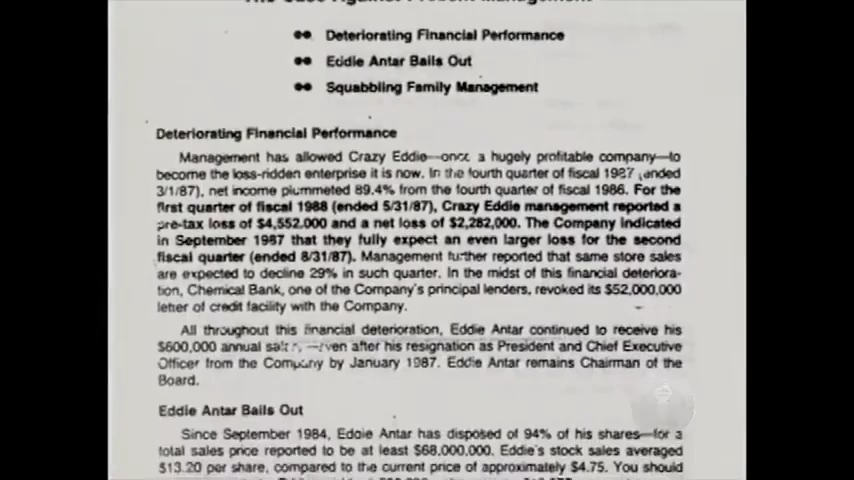 The Case Against Present Management
●● Deteriorating Financial Performance
●● Eddie Antar Bails Out
●● Squabbling Family Management
Deteriorating Financial Performance
Management has allowed Crazy Eddie—once a hugely profitable company—to
become the loss-ridden enterprise it is now. In the fourth quarter of fiscal 1987 (ended
3/1/87), net income plummeted 89.4% from the fourth quarter of fiscal 1986. For the
first quarter of fiscal 1988 (ended 5/31/87), Crazy Eddie management reported a
pre-tax loss of $4,552,000 and a net loss of $2,282,000. The Company indicated
in September 1987 that they fully expect an even larger loss for the second
fiscal quarter (ended 8/31/87). Management further reported that same store sales
are expected to decline 29% in such quarter. In the midst of this financial deteriora-
tion, Chemical Bank, one of the Company's principal lenders, revoked its $52,000,000
letter of credit facility with the Company.
All throughout this financial deterioration, Eddie Antar continued to receive his
$600,000 annual salary—even after his resignation as President and Chief Executive
Officer from the Company by January 1987. Eddie Antar remains Chairman of the
Board.
Eddie Antar Bails Out
Since September 1984, Eddie Antar has disposed of 94% of his shares—for a
total sales price reported to be at least $68,000,000. Eddie's stock sales averaged
$13.20 per share, compared to the current price of approximately $4.75. You should